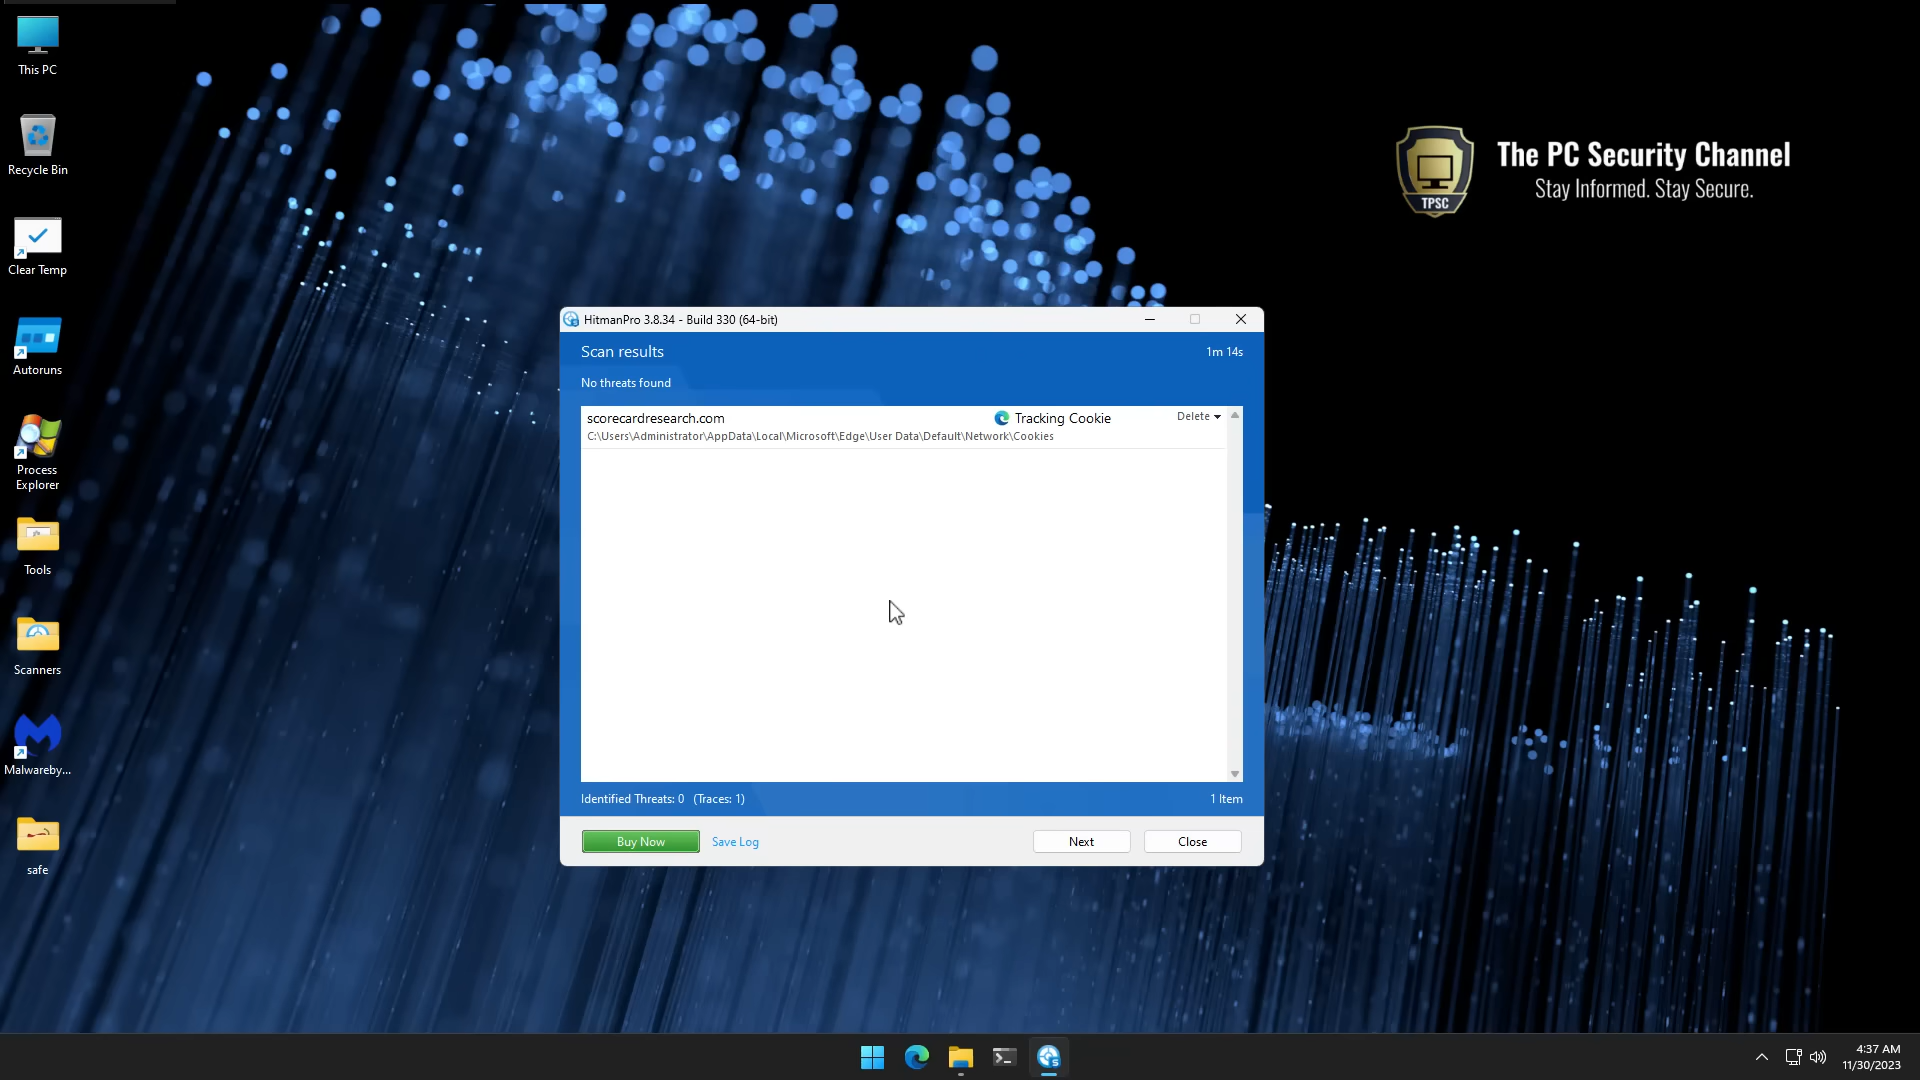 This PC
Recycle Bin
Clear Temp
Autoruns
Process
Explorer
Tools
Scanners
Malwareby...
safe
The PC Security Channel
Stay Informed. Stay Secure.
TPSC
HitmanPro 3.8.34 - Build 330 (64-bit)
Scan results
1m 14s
No threats found
scorecardresearch.com
Tracking Cookie
Delete
C:\Users\Administrator\AppData\Local\Microsoft\Edge\User Data\Default\Network\Cookies
Identified Threats: 0 (Traces: 1)
1 Item
Buy Now
Save Log
Next
Close
4:37 AM
11/30/2023